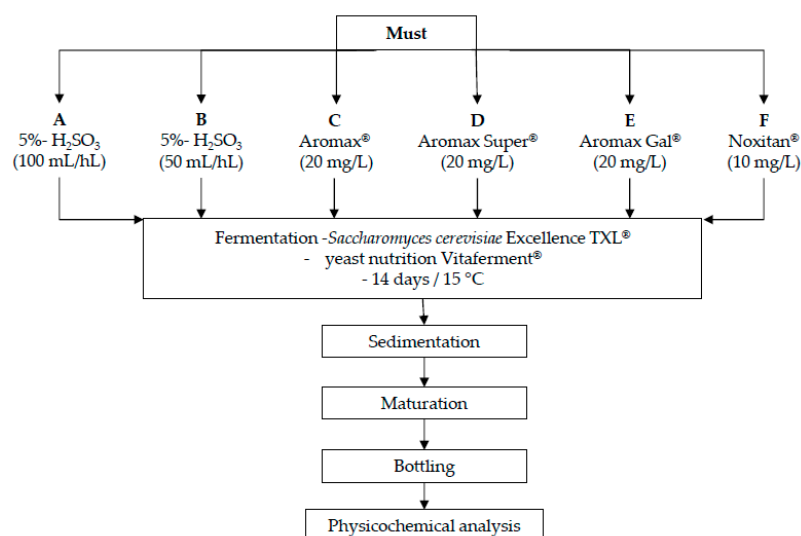 Must
A
5%- H₂SO₃
(100 mL/hL)
B
5%- H₂SO₃
(50 mL/hL)
C
Aromax®
(20 mg/L)
D
Aromax Super®
(20 mg/L)
E
Aromax Gal®
(20 mg/L)
F
Noxitan®
(10 mg/L)
Fermentation -Saccharomyces cerevisiae Excellence TXL®
- yeast nutrition Vitaferment®
- 14 days / 15 °C
Sedimentation
Maturation
Bottling
Physicochemical analysis